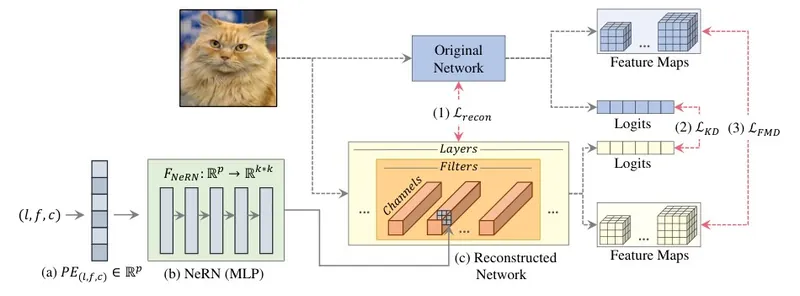 Original
Network
...
Feature Maps
(1) ℒ_recon
Logits
(2) ℒ_KD
(3) ℒ_FMD
Logits
Layers
Filters
Channels
...
...
...
(c) Reconstructed
Network
...
Feature Maps
F_NeRN: ℝ^p → ℝ^{k*k}
(l, f, c)
(a) PE_(l,f,c) ∈ ℝ^p
(b) NeRN (MLP)